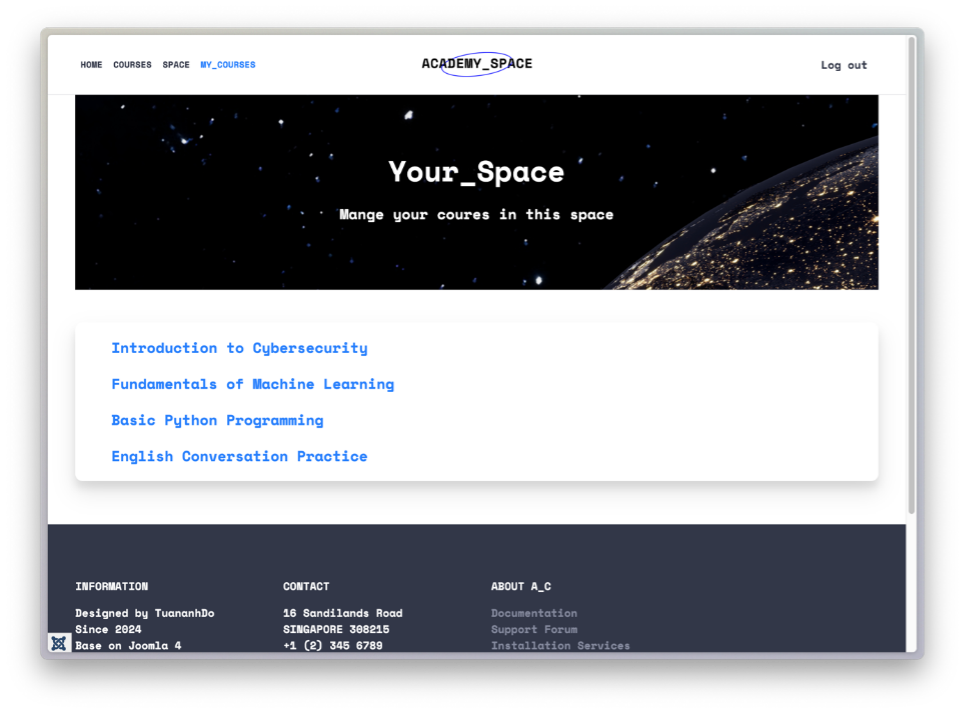 HOME COURSES SPACE MY_COURSES ACADEMY_SPACE Log out
Your_Space
Mange your coures in this space
Introduction to Cybersecurity
Fundamentals of Machine Learning
Basic Python Programming
English Conversation Practice
INFORMATION CONTACT ABOUT A_C
Designed by TuananhDo 16 Sandilands Road Documentation
Since 2024 SINGAPORE 308215 Support Forum
Base on Joomla 4 +1 (2) 345 6789 Installation Services